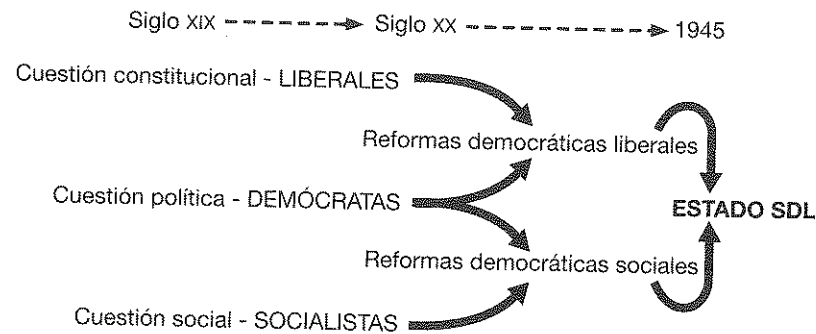 Siglo XIX Siglo XX 1945
Cuestión constitucional - LIBERALES
Reformas democráticas liberales
Cuestión política - DEMÓCRATAS
ESTADO SDL
Reformas democráticas sociales
Cuestión social - SOCIALISTAS